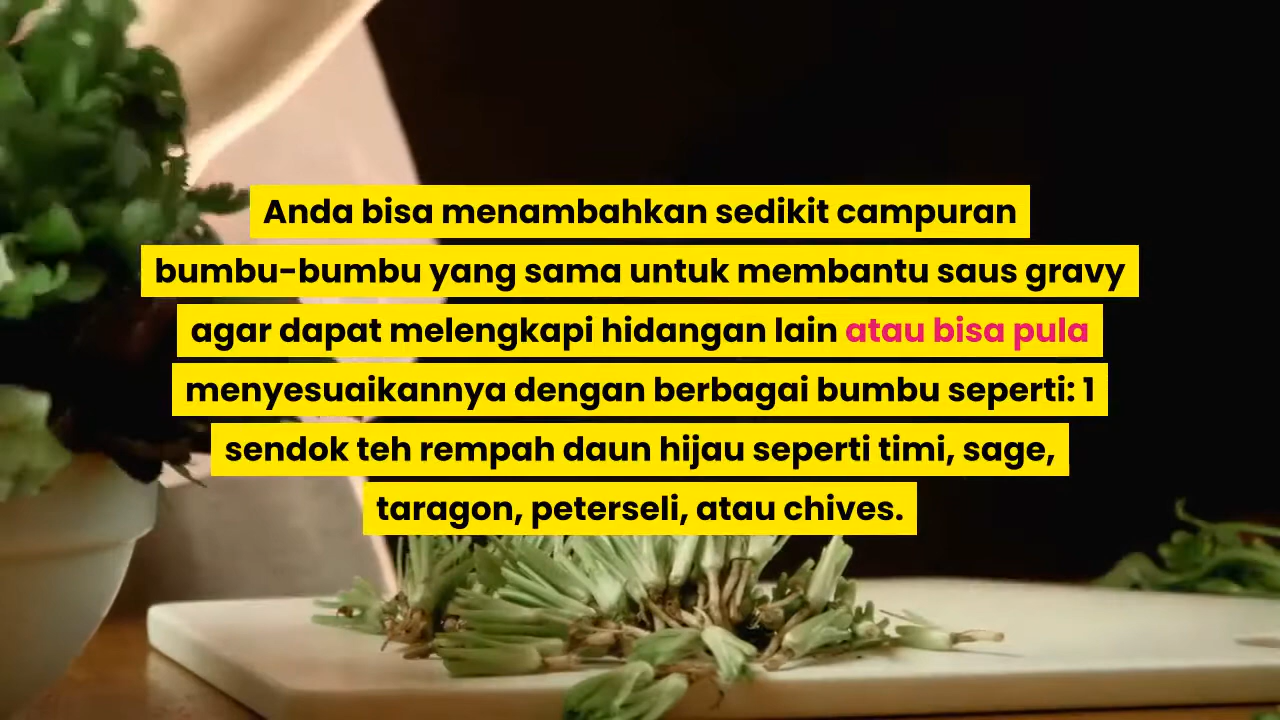 Anda bisa menambahkan sedikit campuran
bumbu-bumbu yang sama untuk membantu saus gravy
agar dapat melengkapi hidangan lain atau bisa pula
menyesuaikannya dengan berbagai bumbu seperti: 1
sendok teh rempah daun hijau seperti timi, sage,
taragon, peterseli, atau chives.